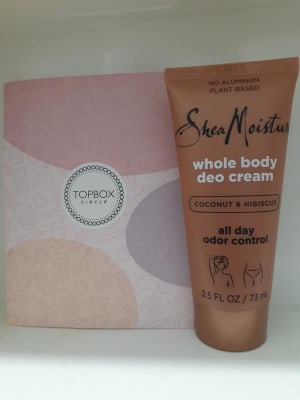 TOPBOX
CIRCLE
NO ALUMINUM
PLANT BASED
SheaMoistur
whole body
deo cream
COCONUT & HIBISCUS
all day
odor control
2.5 FL OZ / 73 mL